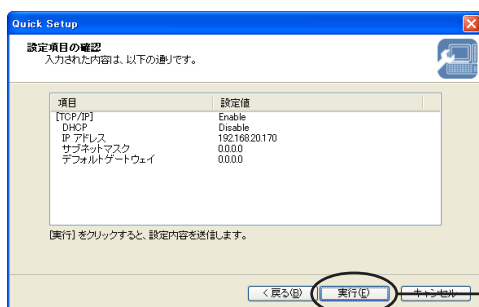 Quick Setup
設定項目の確認
入力された内容は、以下の通りです。
項目 設定値
[TCP/IP] Enable
DHCP Disable
IP アドレス 192.168.20.170
サブネットマスク 0.0.0.0
デフォルトゲートウェイ 0.0.0.0
[実行] をクリックすると、設定内容を送信します。
< 戻る(B) 実行(E) キャンセル